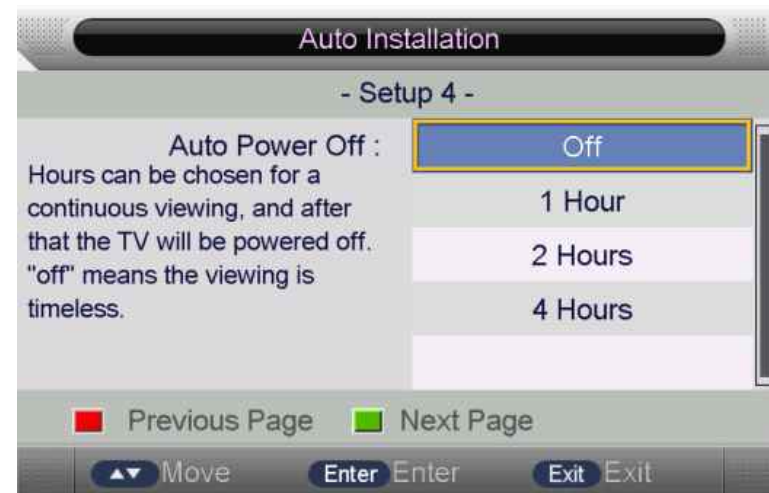 Auto Installation
- Setup 4 -
Auto Power Off :
Hours can be chosen for a
continuous viewing, and after
that the TV will be powered off.
"off" means the viewing is
timeless.
Off
1 Hour
2 Hours
4 Hours
Previous Page Next Page
Move Enter Enter Exit Exit